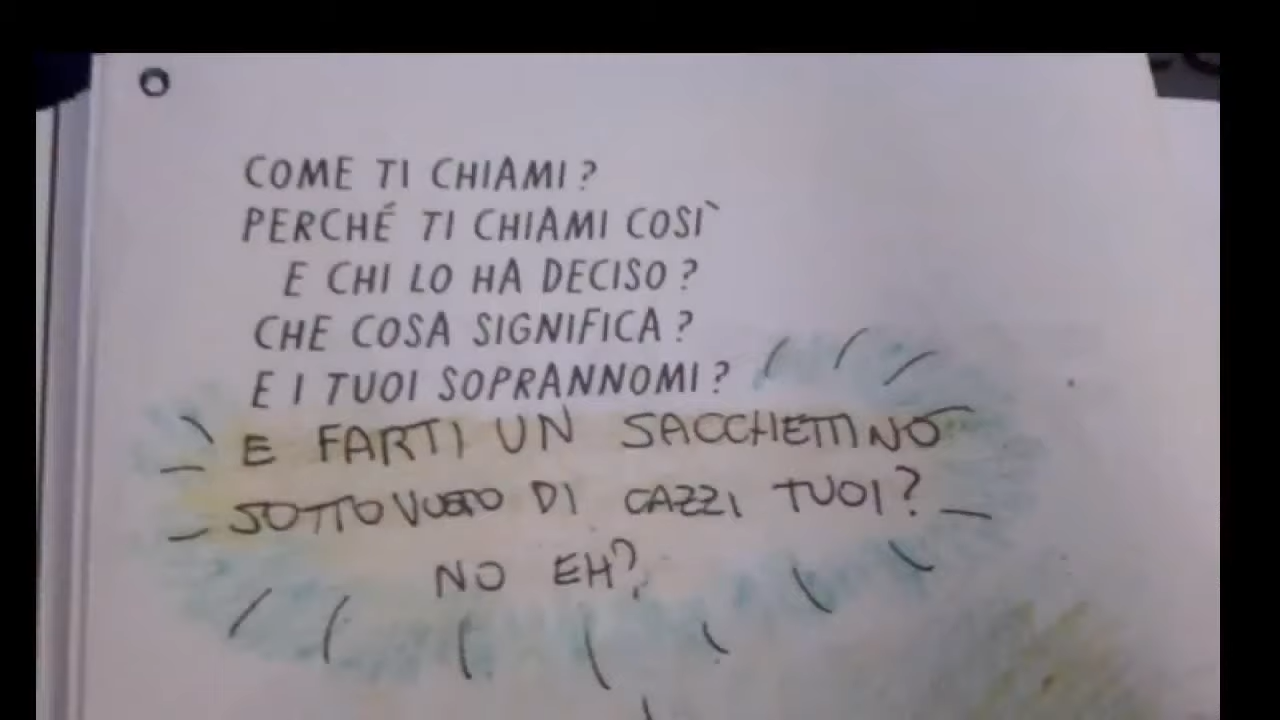 COME TI CHIAMI?
PERCHÉ TI CHIAMI COSÌ
E CHI LO HA DECISO?
CHE COSA SIGNIFICA?
E I TUOI SOPRANNOMI?
E FARTI UN SACCHETTINO
SOTTOVUOTO DI CAZZI TUOI?
NO EH?